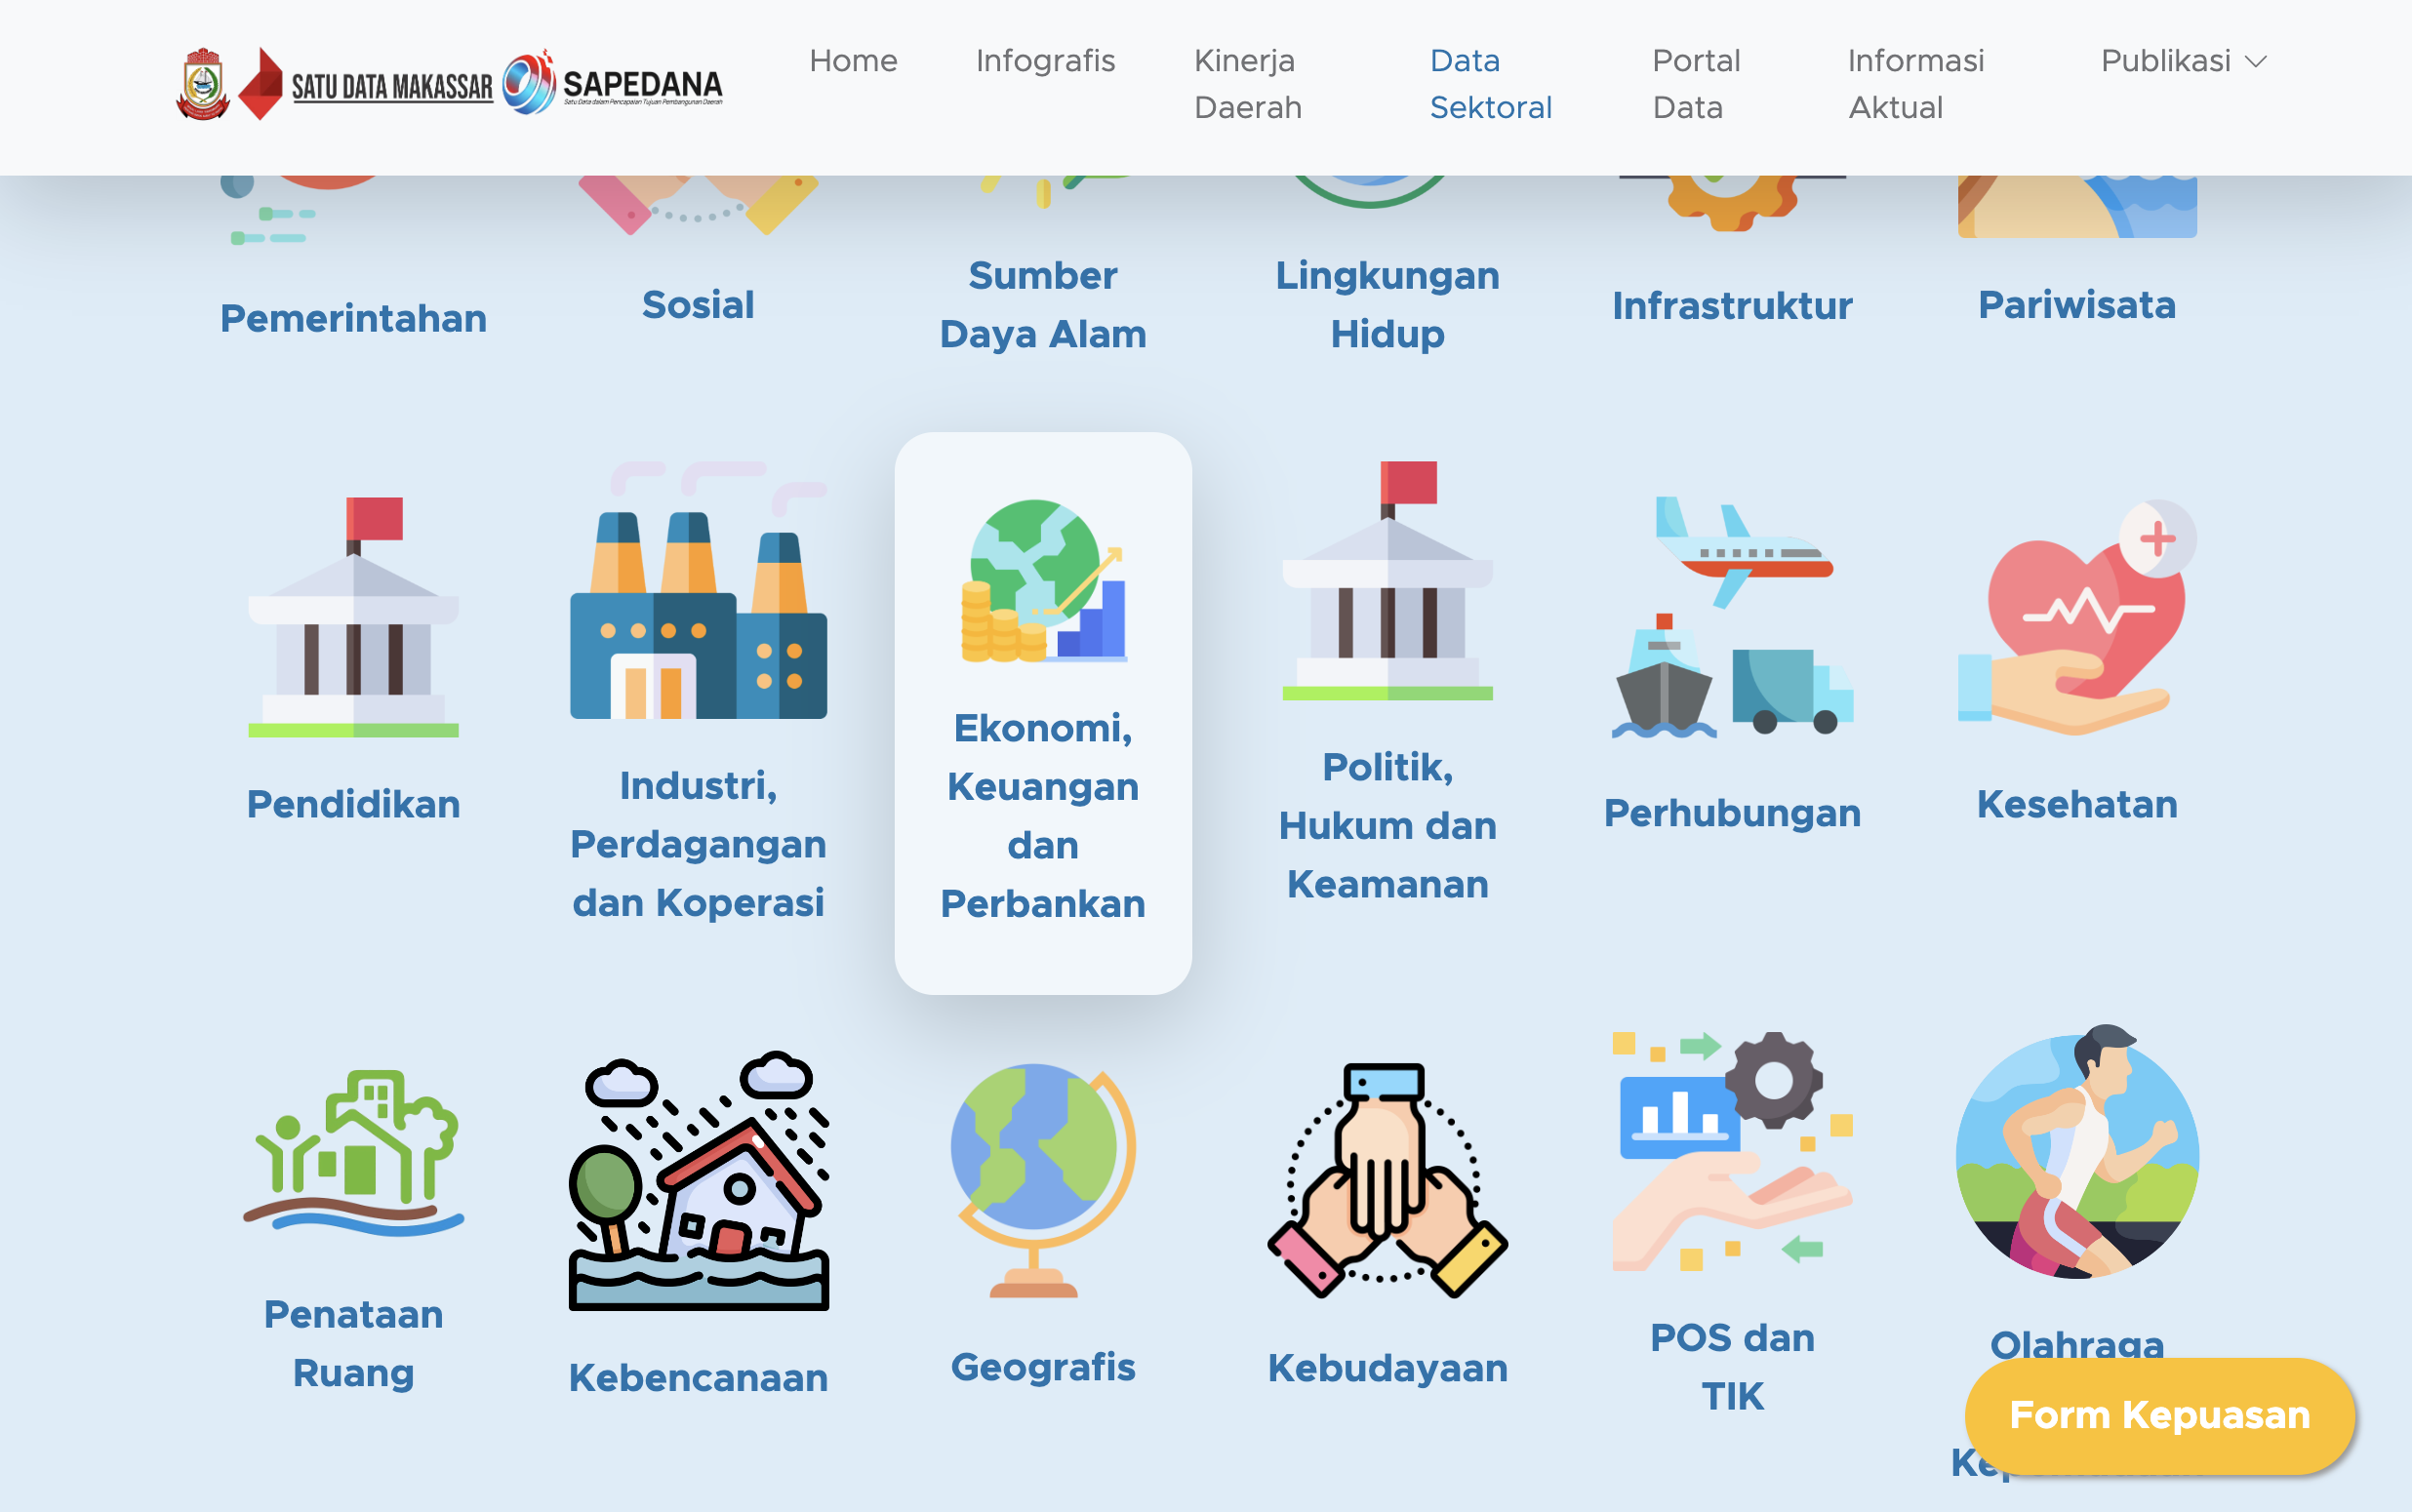 SATU DATA MAKASSAR
SAPEDANA
Satu Data dalam Pencapaian Tujuan Pembangunan Daerah
Home
Infografis
Kinerja
Daerah
Data
Sektoral
Portal
Data
Informasi
Aktual
Publikasi
Pemerintahan
Sosial
Sumber
Daya Alam
Lingkungan
Hidup
Infrastruktur
Pariwisata
Pendidikan
Industri,
Perdagangan
dan Koperasi
Ekonomi,
Keuangan
dan
Perbankan
Politik,
Hukum dan
Keamanan
Perhubungan
Kesehatan
Penataan
Ruang
Kebencanaan
Geografis
Kebudayaan
POS dan
TIK
Olahraga
Form Kepuasan